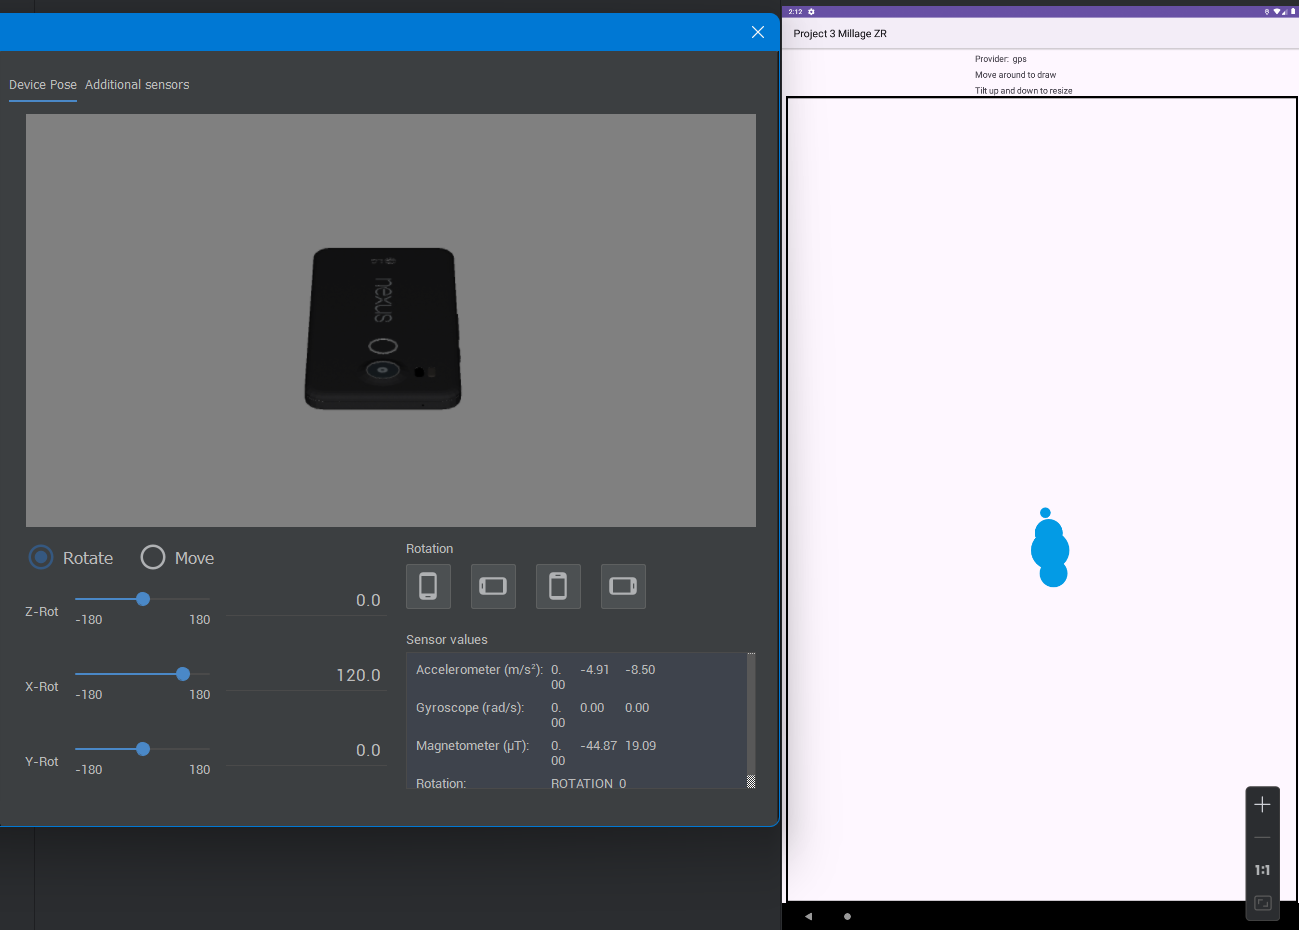 Device Pose Additional sensors
nexus
Rotate Move
Z-Rot
-180 180
0.0
X-Rot
-180 180
120.0
Y-Rot
-180 180
0.0
Rotation
Sensor values
Accelerometer (m/s²): 0.00 -4.91 -8.50
Gyroscope (rad/s): 0.00 0.00 0.00
Magnetometer (μT): 0.00 -44.87 19.09
Rotation: ROTATION 0
2:12
Project 3 Millage ZR
Provider: gps
Move around to draw
Tilt up and down to resize
1:1